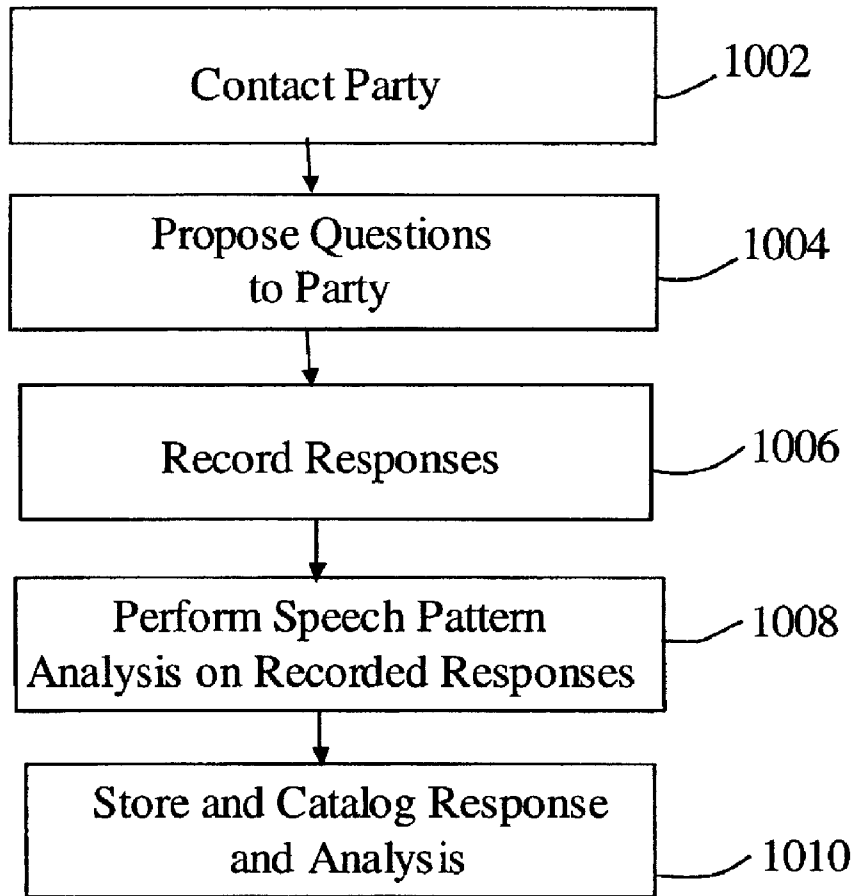 Contact Party
1002
Propose Questions
to Party
1004
Record Responses
1006
Perform Speech Pattern
Analysis on Recorded Responses
1008
Store and Catalog Response
and Analysis
1010